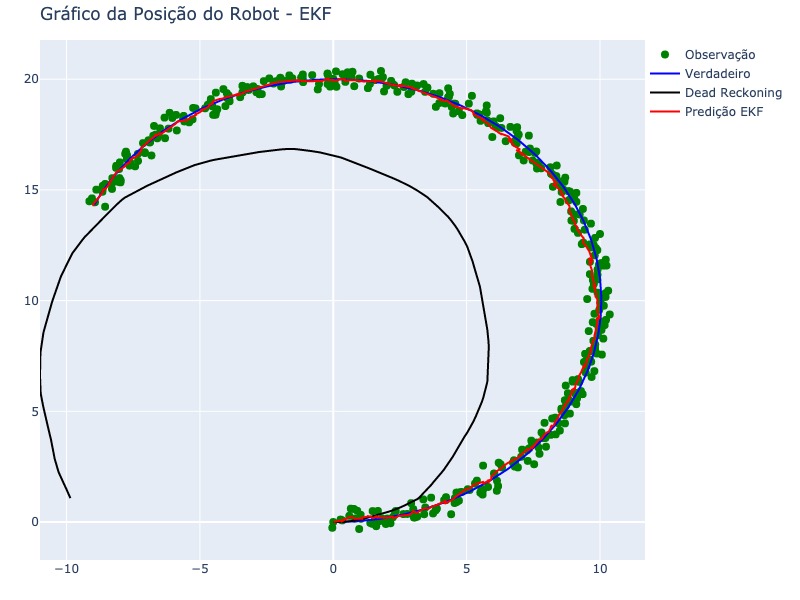 Gráfico da Posição do Robot - EKF
Observação
Verdadeiro
Dead Reckoning
Predição EKF
20
15
10
5
0
−10
−5
0
5
10